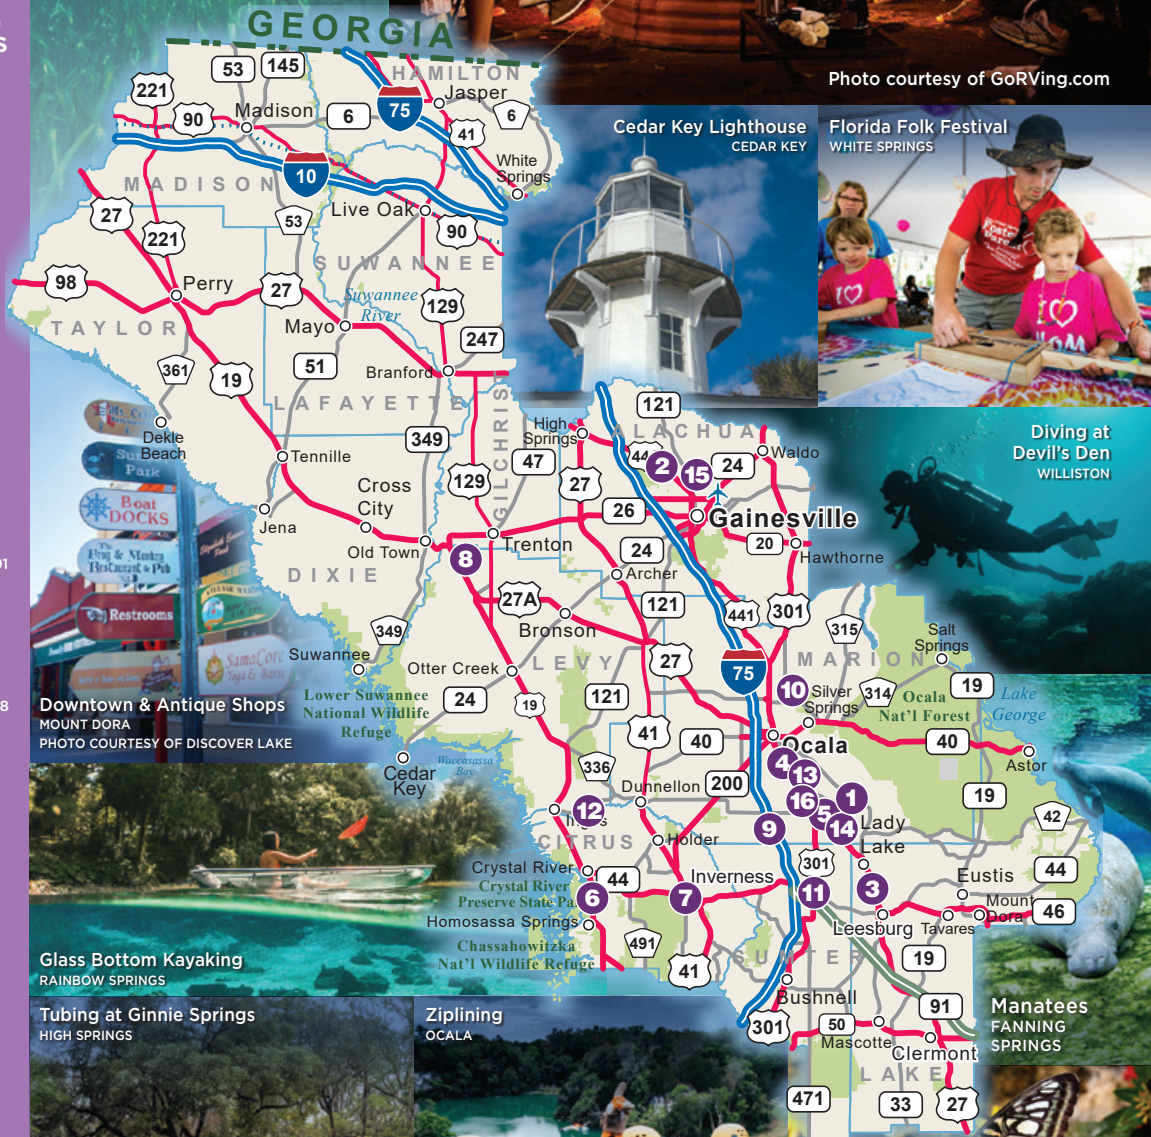 GEORGIA
S
Photo courtesy of GoRVing.com
53
145
HAMILTON
221
Jasper
75
90
Madison
6
6
41
White
Springs
10
MADISON
Live Oak
27
221
53
90
SUWANNEE
98
Perry
27
Suwannee
River
129
TAYLOR
Mayo
247
361
19
51
Branford
LAFAYETTE
GILCHRIST
Cedar Key Lighthouse
CEDAR KEY
Florida Folk Festival
WHITE SPRINGS
I
MOM
Diving at
Devil's Den
WILLISTON
121
High
Springs
ALACHUA
Waldo
349
47
27
2
15
24
Dekle
Beach
Tennille
129
Cross
City
26
Gainesville
Jena
Old Town
Trenton
24
20
Hawthorne
8
Archer
DIXIE
27A
121
441
301
315
Bronson
349
Suwannee
Otter Creek
LEVY
27
75
MARION
Salt
Springs
Lower Suwannee
National Wildlife
Refuge
24
19
121
10
Silver
Springs
314
Ocala
Nat'l Forest
19
Lake
George
41
40
Ocala
40
Astor
Cedar
Key
Waccasassa
Bay
336
Dunnellon
200
4
13
16
5
1
14
19
42
12
9
Lady
Lake
CITRUS
Holder
301
Crystal River
44
Inverness
Eustis
44
Crystal River
Preserve State
6
7
11
3
Mount
Dora
46
Homosassa Springs
Leesburg
Tavares
Chassahowitzka
Nat'l Wildlife Refuge
491
41
SUMTER
19
Bushnell
91
301
50
Mascotte
Clermont
LAKE
471
33
27
Park
Boat
DOCKS
The
Frog & Monkey
Restaurant & Pub
Restrooms
Downtown & Antique Shops
MOUNT DORA
PHOTO COURTESY OF DISCOVER LAKE
Glass Bottom Kayaking
RAINBOW SPRINGS
Tubing at Ginnie Springs
HIGH SPRINGS
Ziplining
OCALA
Manatees
FANNING
SPRINGS